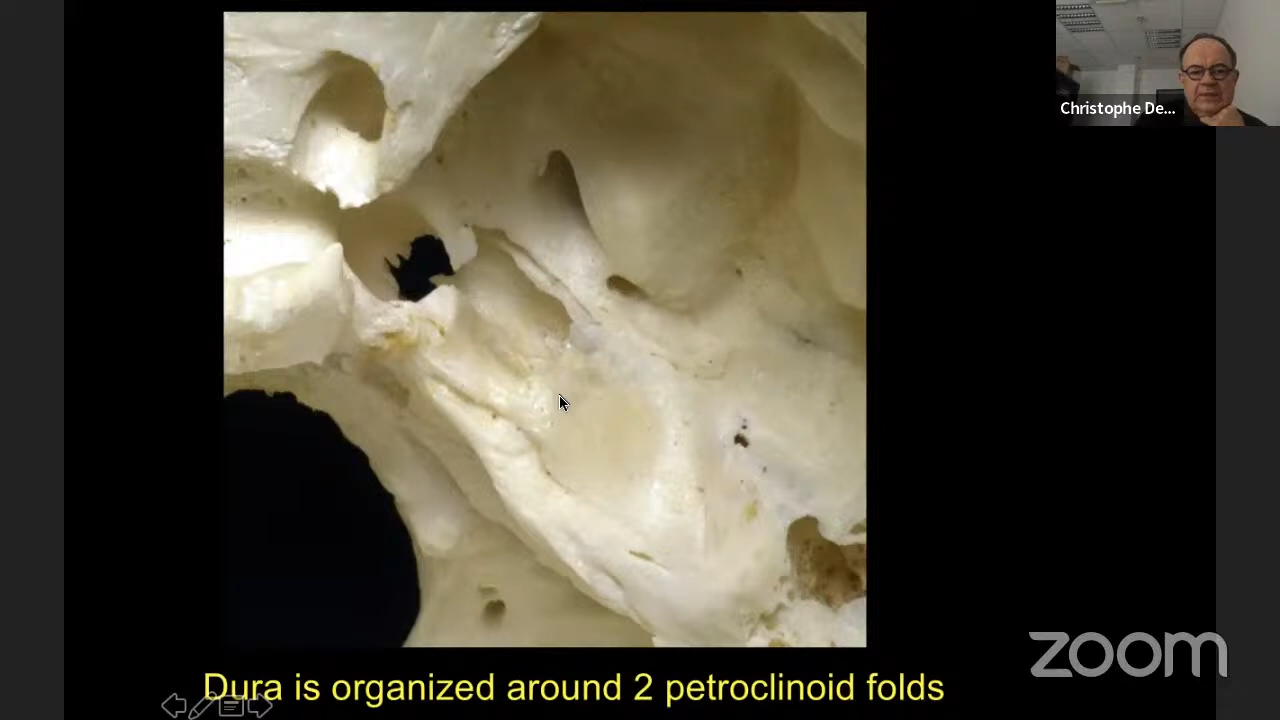 Christophe De...
zoom
Dura is organized around 2 petroclinoid folds